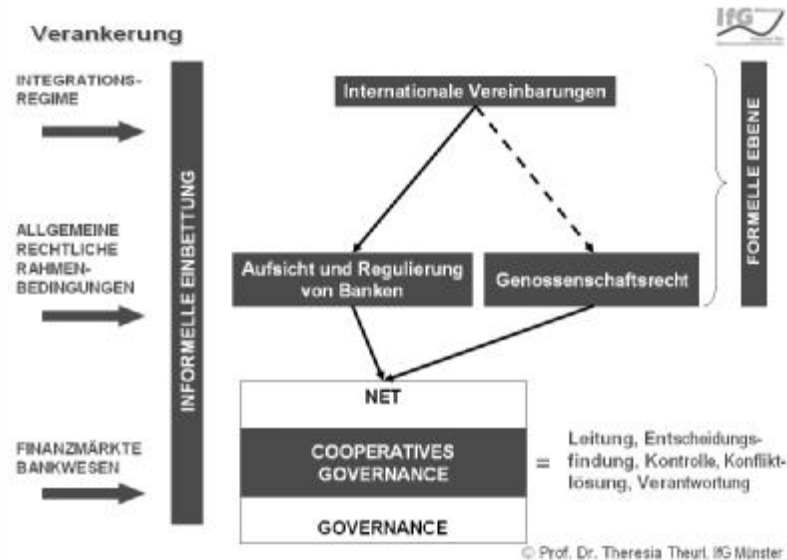 Verankerung
IfG
INTEGRATIONS-
REGIME
ALLGEMEINE
RECHTLICHE
RAHMEN-
BEDINGUNGEN
FINANZMÄRKTE
BANKWESEN
INFORMELLE EINBETTUNG
Internationale Vereinbarungen
Aufsicht und Regulierung
von Banken
Genossenschaftsrecht
FORMELLE EBENE
NET
COOPERATIVES
GOVERNANCE
GOVERNANCE
=
Leitung, Entscheidungs-
findung, Kontrolle, Konflikt-
lösung, Verantwortung
© Prof. Dr. Theresia Theurl, IfG Münster